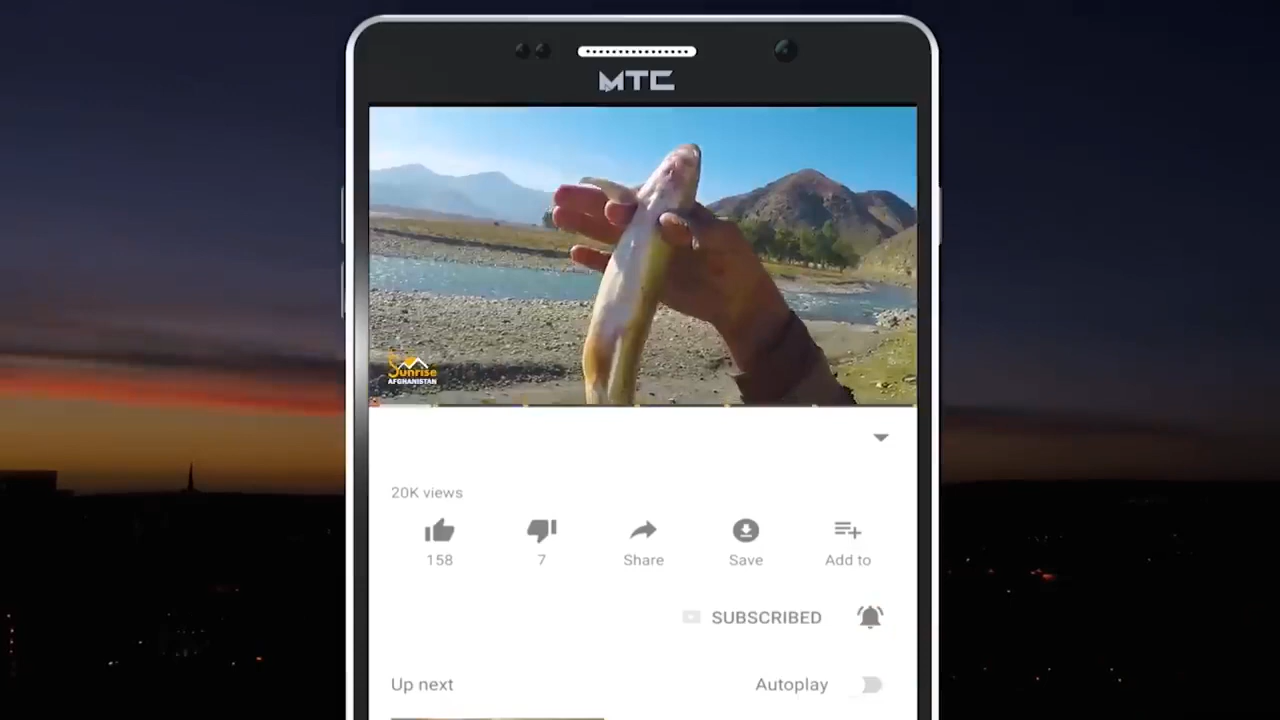 MTC
Sunrise
AFGHANISTAN
20K views
158
7
Share
Save
Add to
SUBSCRIBED
Up next
Autoplay